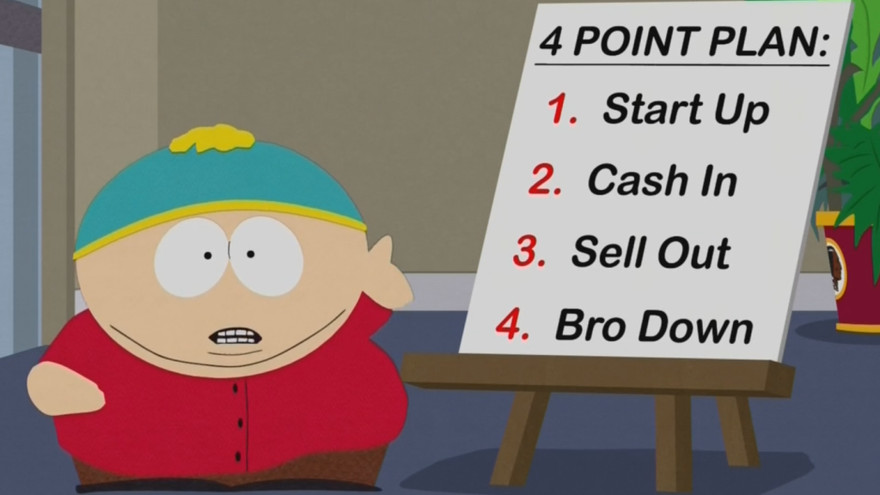 4 POINT PLAN:
1. Start Up
2. Cash In
3. Sell Out
4. Bro Down